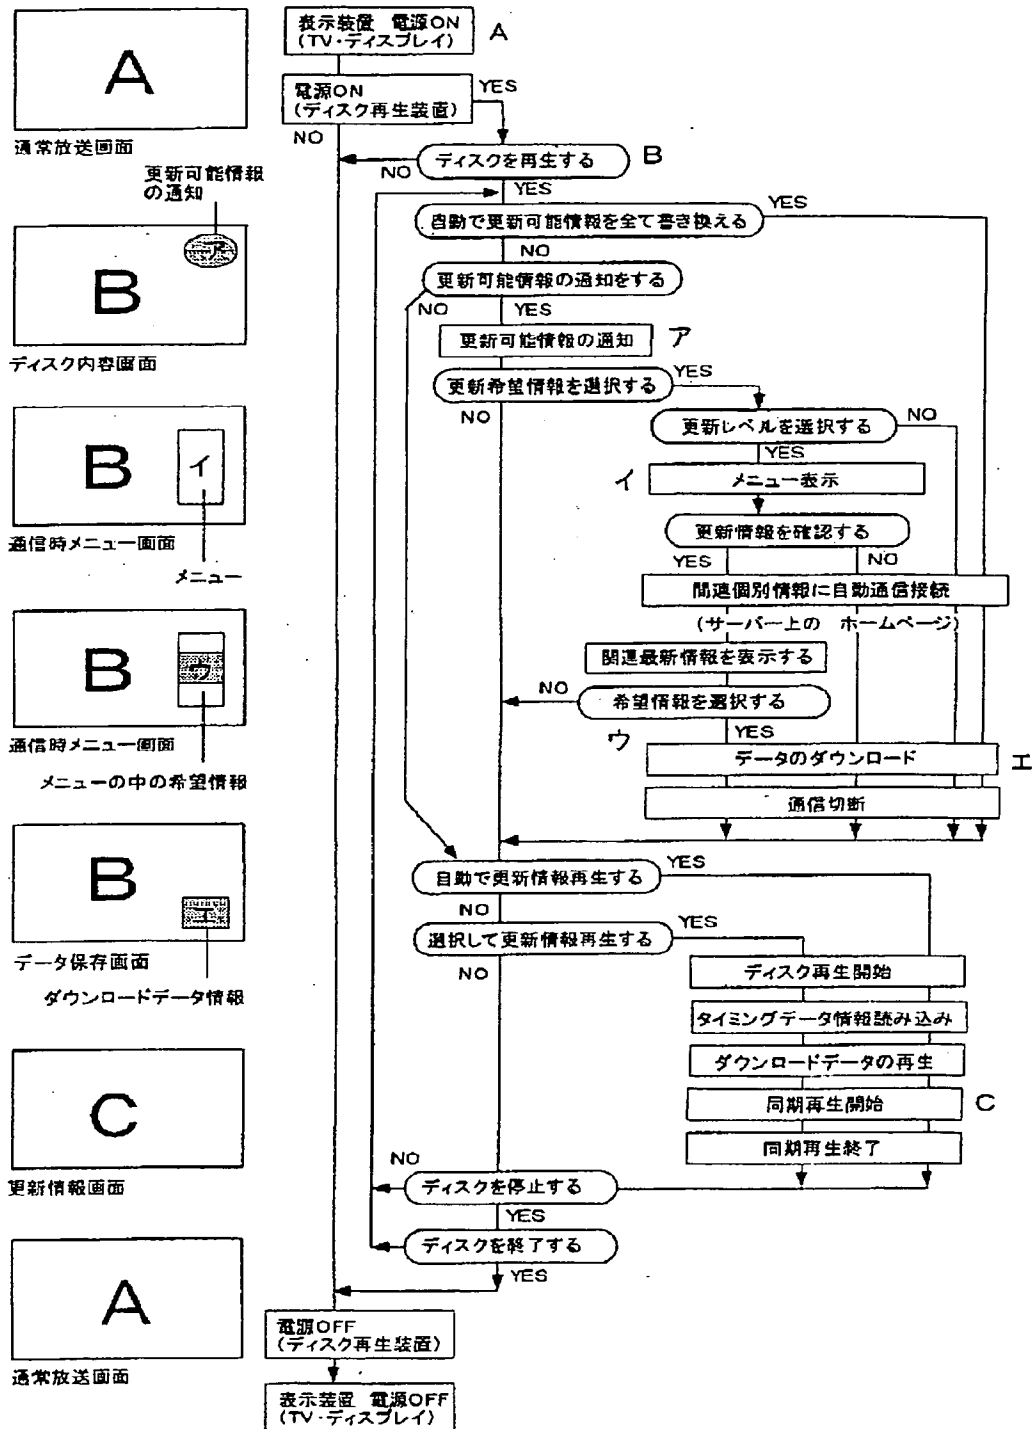 A
通常放送画面
更新可能情報
の通知
ア
B
ディスク内容画面
B
イ
通信時メニュー画面
メニュー
B
ウ
通信時メニュー画面
メニューの中の希望情報
B
エ
データ保存画面
ダウンロードデータ情報
C
更新情報画面
A
通常放送画面
表示装置 電源ON
(TV・ディスプレイ)
A
電源ON
(ディスク再生装置)
YES
NO
ディスクを再生する
B
NO
YES
自動で更新可能情報を全て書き換える
YES
NO
更新可能情報の通知をする
NO
YES
更新可能情報の通知
ア
更新希望情報を選択する
YES
NO
更新レベルを選択する
NO
YES
イ
メニュー表示
更新情報を確認する
YES
NO
関連個別情報に自動通信接続
(サーバー上の ホームページ)
関連最新情報を表示する
NO
希望情報を選択する
ウ
YES
データのダウンロード
エ
通信切断
自動で更新情報再生する
YES
NO
選択して更新情報再生する
YES
NO
ディスク再生開始
タイミングデータ情報読み込み
ダウンロードデータの再生
同期再生開始
C
同期再生終了
NO
ディスクを停止する
YES
ディスクを終了する
YES
電源OFF
(ディスク再生装置)
表示装置 電源OFF
(TV・ディスプレイ)